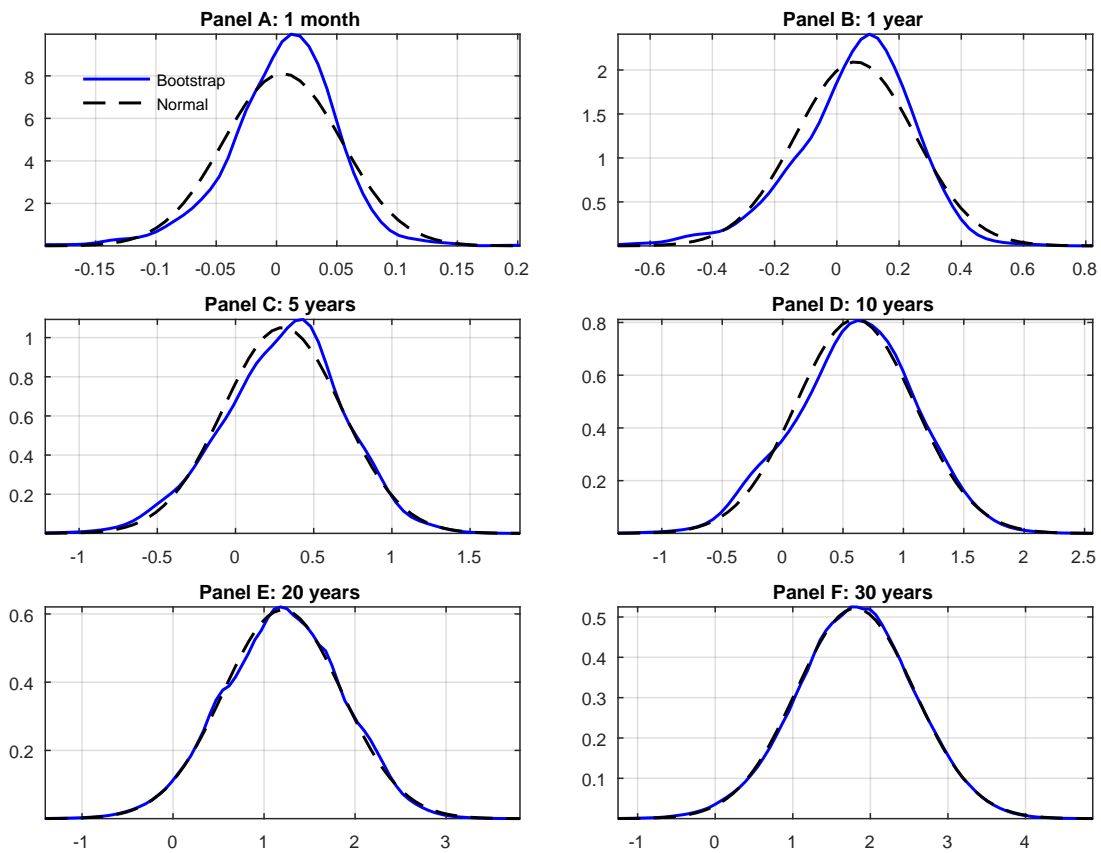 Panel A: 1 month
8
6
4
2
Bootstrap
Normal
-0.15 -0.1 -0.05 0 0.05 0.1 0.15 0.2
Panel B: 1 year
2
1.5
1
0.5
-0.6 -0.4 -0.2 0 0.2 0.4 0.6 0.8
Panel C: 5 years
1
0.8
0.6
0.4
0.2
-1 -0.5 0 0.5 1 1.5
Panel D: 10 years
0.8
0.6
0.4
0.2
-1 -0.5 0 0.5 1 1.5 2 2.5
Panel E: 20 years
0.6
0.4
0.2
-1 0 1 2 3
Panel F: 30 years
0.5
0.4
0.3
0.2
0.1
-1 0 1 2 3 4